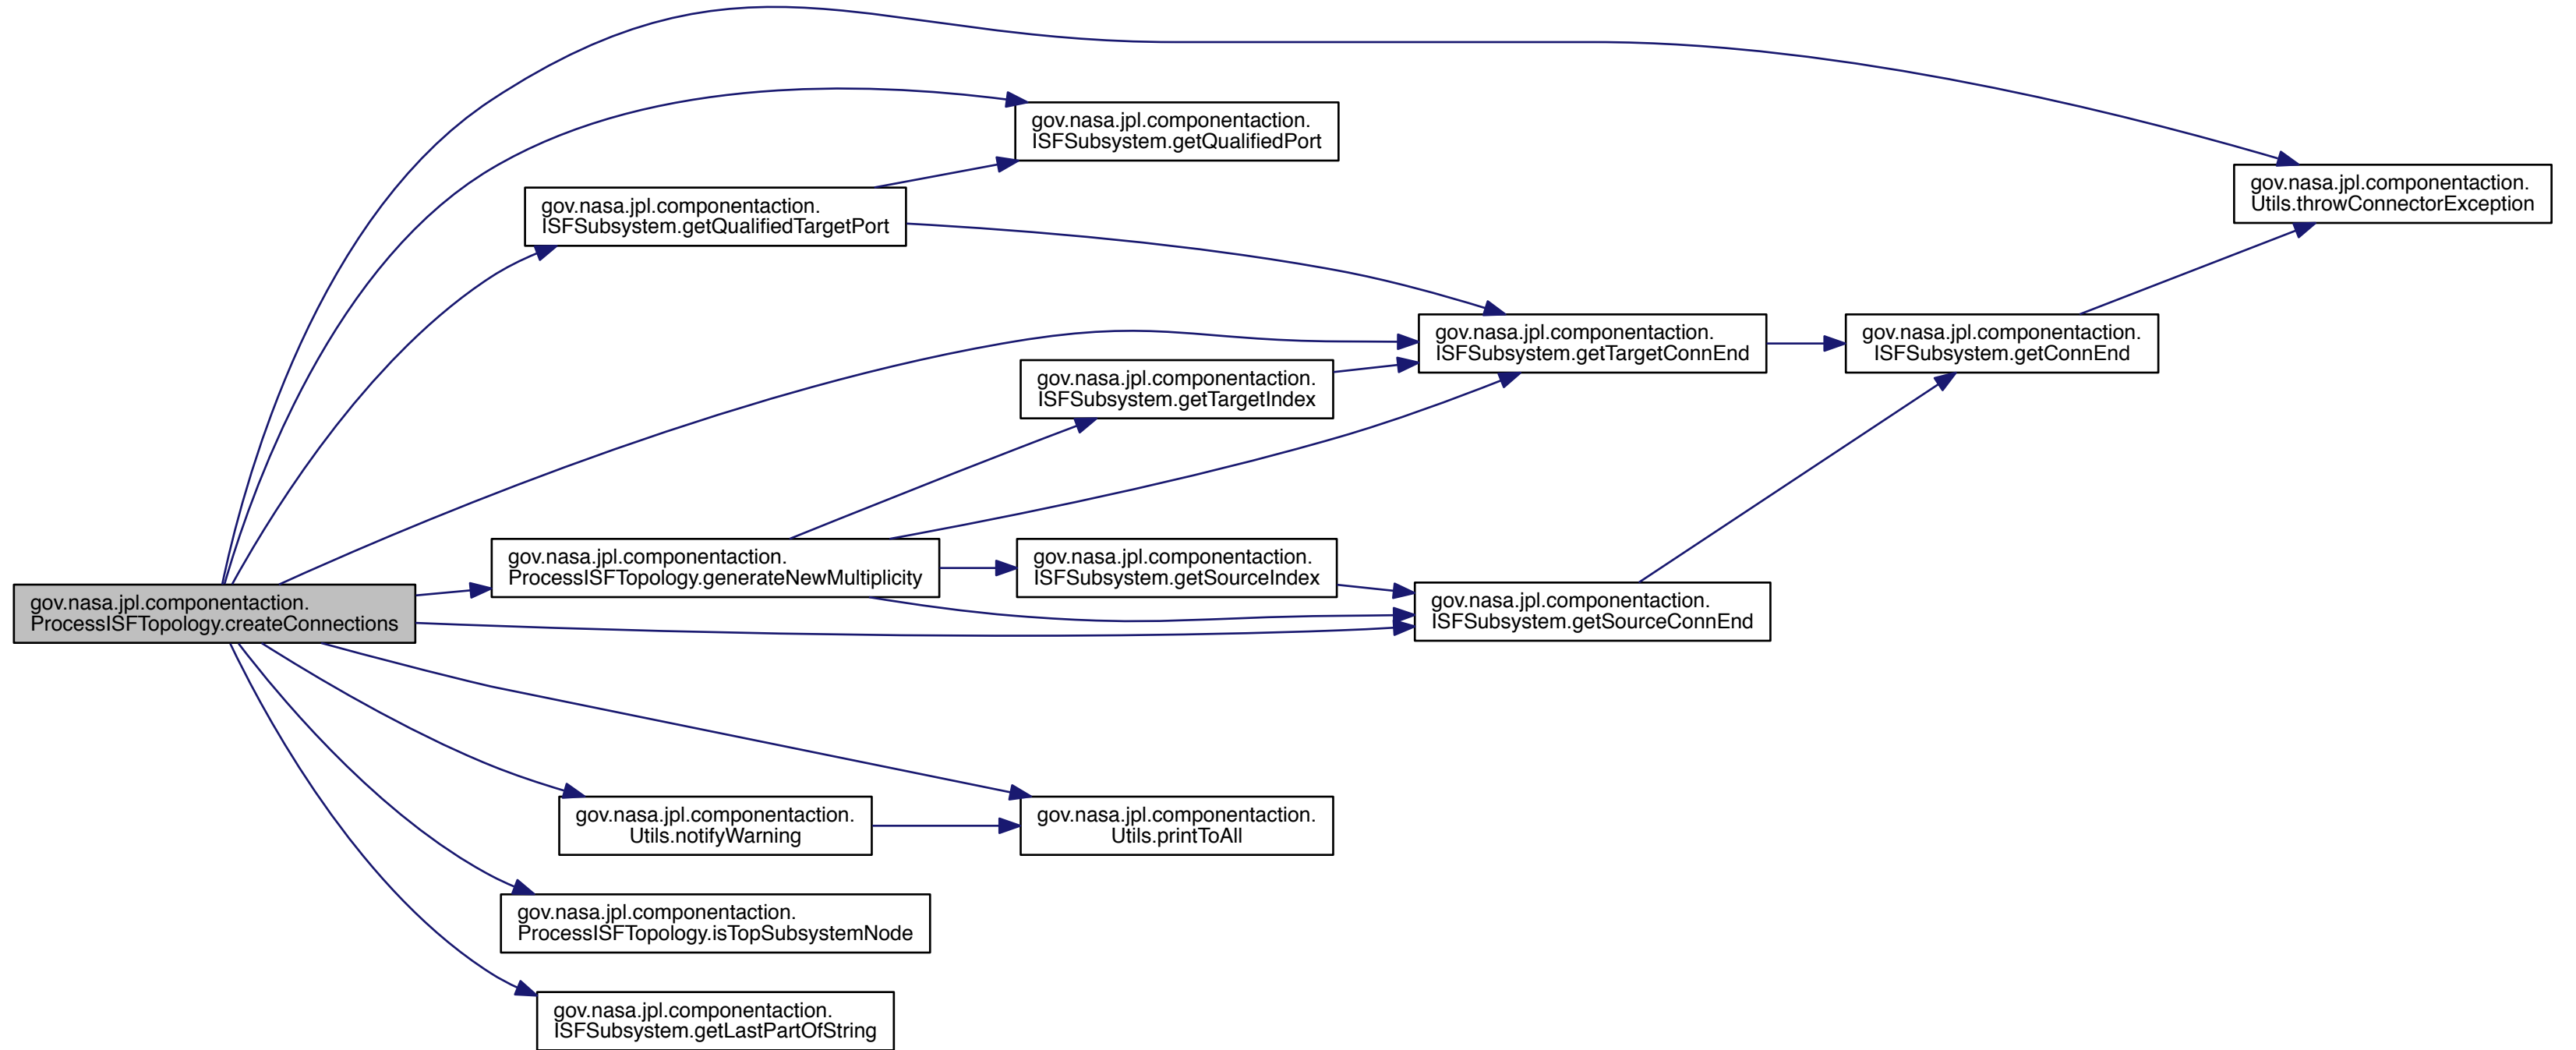 gov.nasa.jpl.componentaction.
ISFSubsystem.getQualifiedPort
gov.nasa.jpl.componentaction.
Utils.throwConnectorException
gov.nasa.jpl.componentaction.
ISFSubsystem.getQualifiedTargetPort
gov.nasa.jpl.componentaction.
ISFSubsystem.getTargetConnEnd
gov.nasa.jpl.componentaction.
ISFSubsystem.getConnEnd
gov.nasa.jpl.componentaction.
ISFSubsystem.getTargetIndex
gov.nasa.jpl.componentaction.
ProcessISFTopology.generateNewMultiplicity
gov.nasa.jpl.componentaction.
ISFSubsystem.getSourceIndex
gov.nasa.jpl.componentaction.
ProcessISFTopology.createConnections
gov.nasa.jpl.componentaction.
ISFSubsystem.getSourceConnEnd
gov.nasa.jpl.componentaction.
Utils.notifyWarning
gov.nasa.jpl.componentaction.
Utils.printToAll
gov.nasa.jpl.componentaction.
ProcessISFTopology.isTopSubsystemNode
gov.nasa.jpl.componentaction.
ISFSubsystem.getLastPartOfString